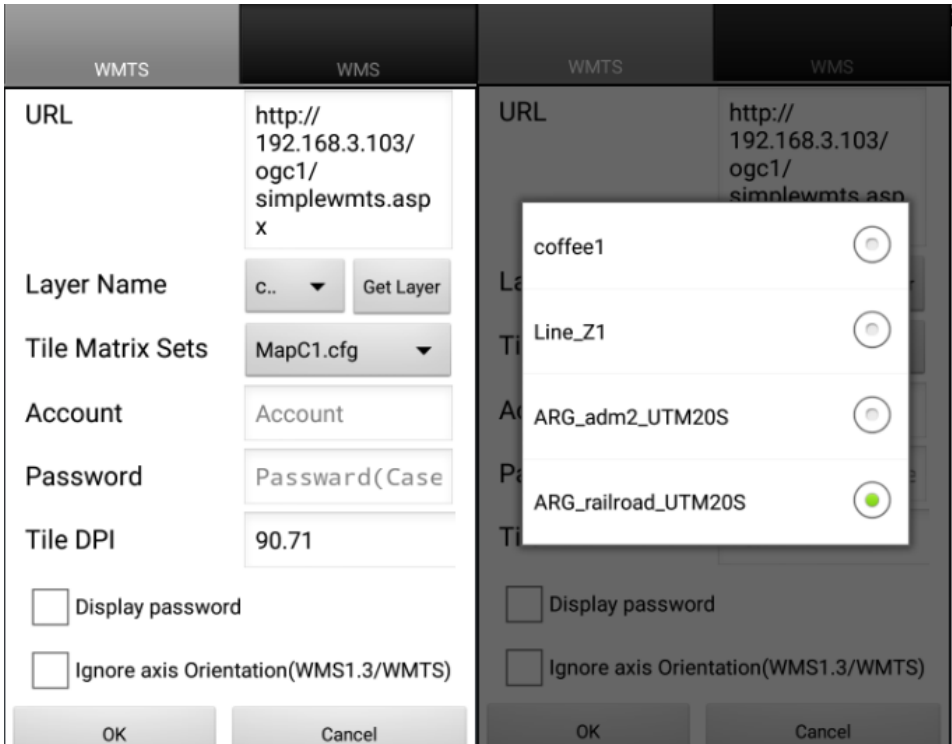 WMTS
WMS
URL
http://
192.168.3.103/
ogc1/
simplewmts.asp
x
Layer Name
c..
Get Layer
Tile Matrix Sets
MapC1.cfg
Account
Account
Password
Passward(Case
Tile DPI
90.71
Display password
Ignore axis Orientation(WMS1.3/WMTS)
OK
Cancel
WMTS
WMS
URL
http://
192.168.3.103/
ogc1/
simplewmts.asp
coffee1
Line_Z1
ARG_adm2_UTM20S
ARG_railroad_UTM20S
Display password
Ignore axis Orientation(WMS1.3/WMTS)
OK
Cancel